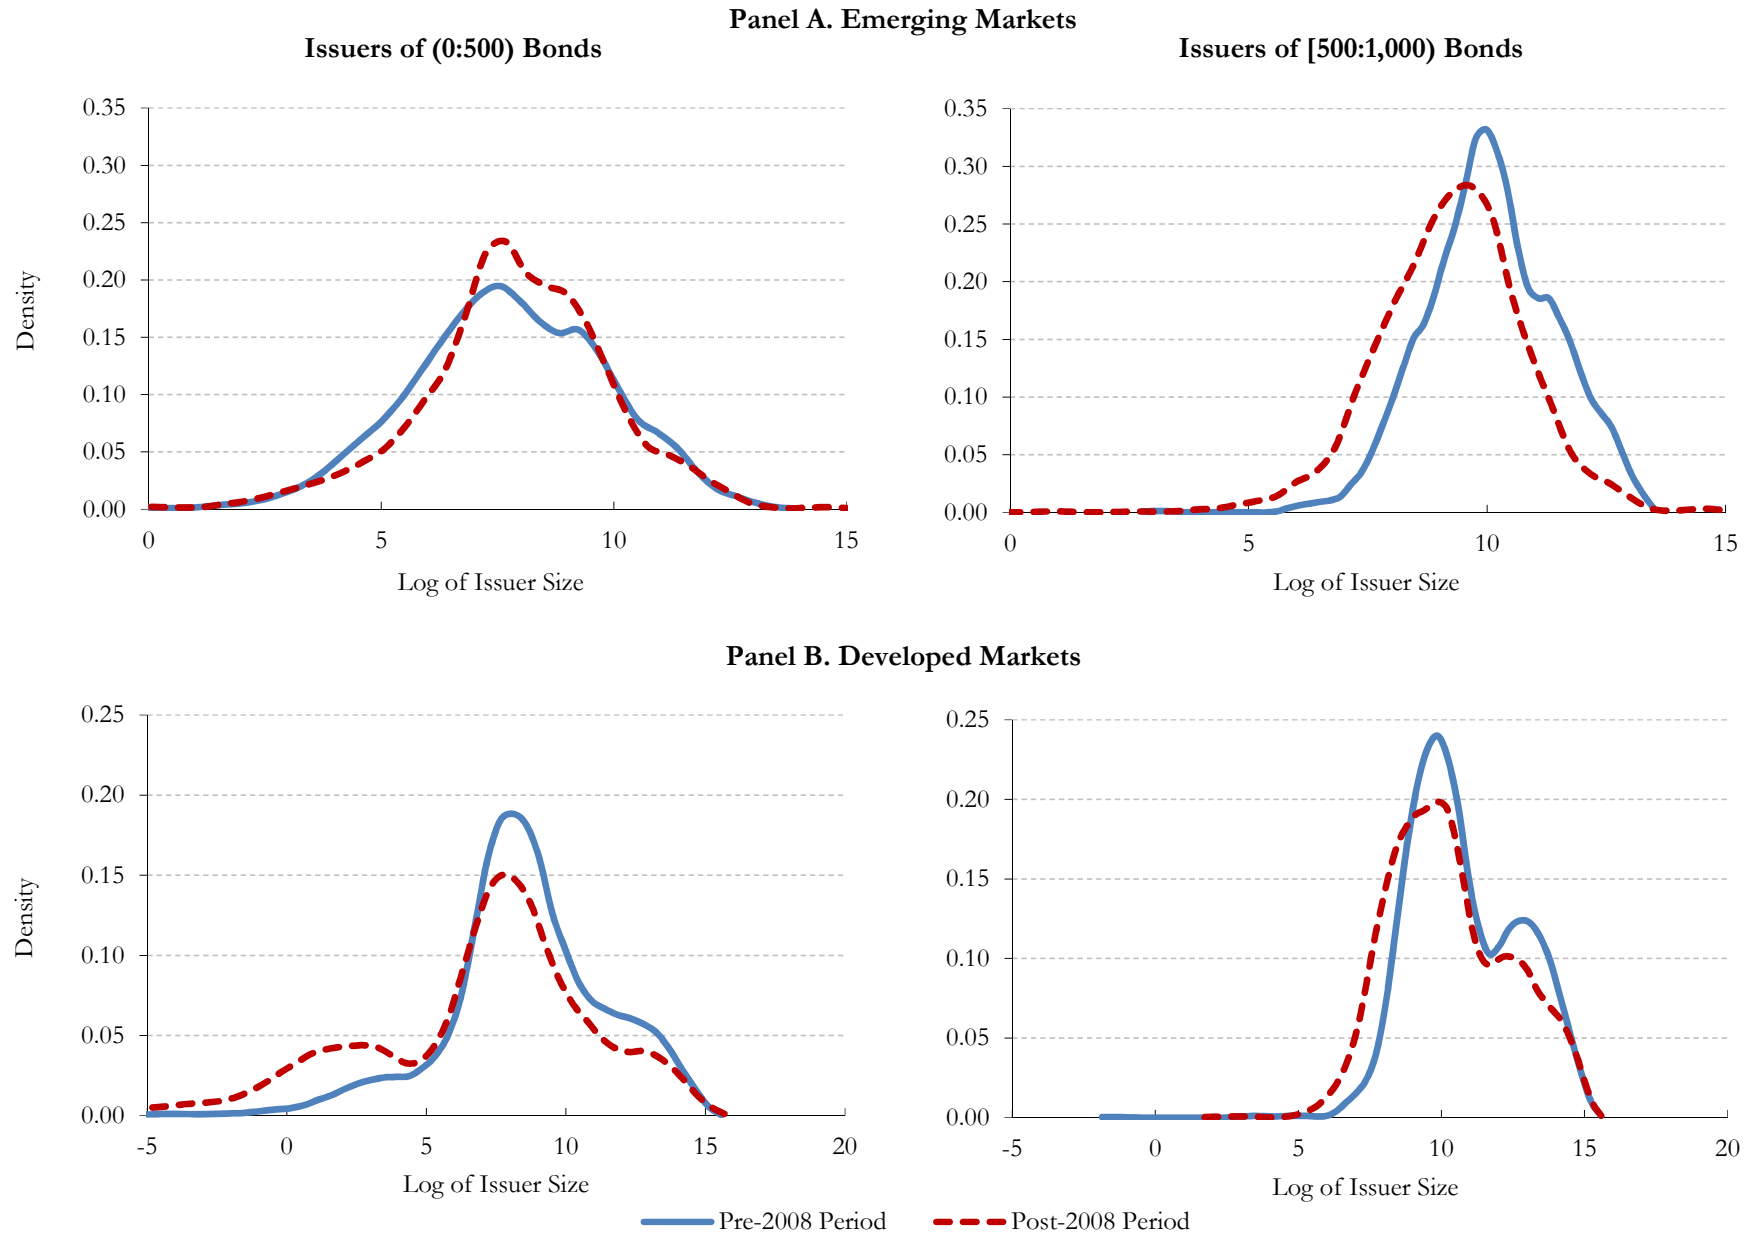 Panel A. Emerging Markets
Issuers of (0:500) Bonds
Issuers of [500:1,000) Bonds
0.35
0.30
0.25
0.20
0.15
0.10
0.05
0.00
Density
0 5 10 15
Log of Issuer Size
0.35
0.30
0.25
0.20
0.15
0.10
0.05
0.00
0 5 10 15
Log of Issuer Size
Panel B. Developed Markets
0.25
0.20
0.15
0.10
0.05
0.00
Density
-5 0 5 10 15 20
Log of Issuer Size
0.25
0.20
0.15
0.10
0.05
0.00
-5 0 5 10 15 20
Log of Issuer Size
Pre-2008 Period
Post-2008 Period